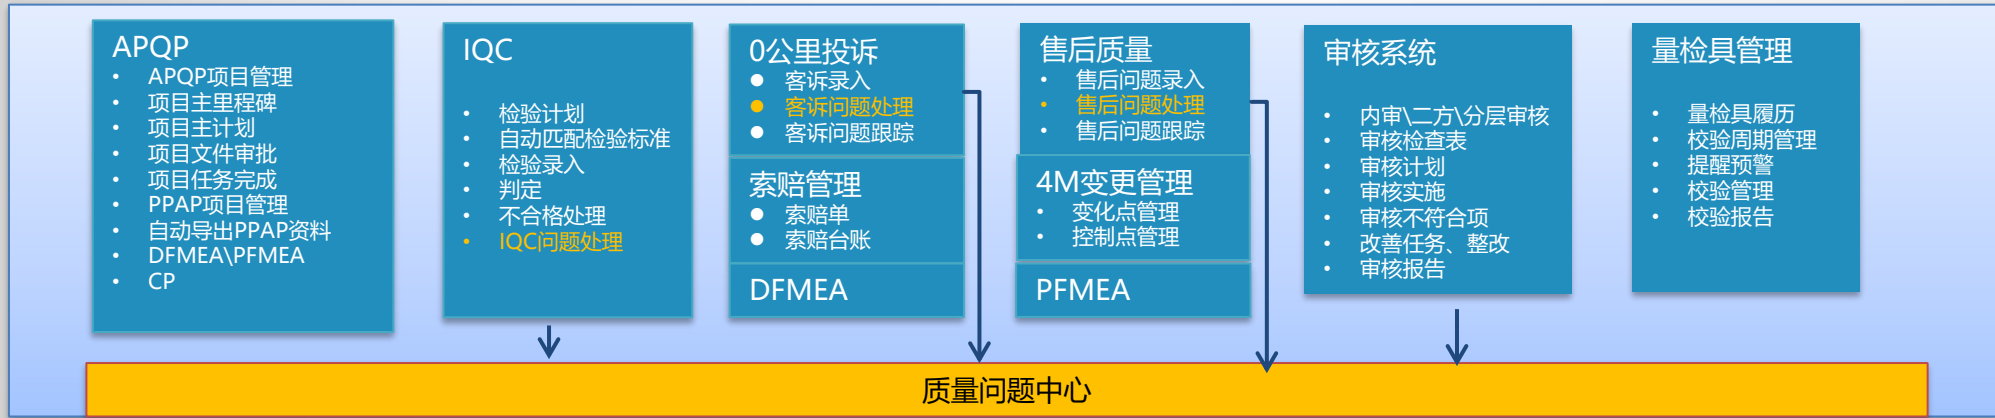 APQP
APQP项目管理
项目主里程碑
项目主计划
项目文件审批
项目任务完成
PPAP项目管理
自动导出PPAP资料
DFMEA\PFMEA
CP
IQC
检验计划
自动匹配检验标准
检验录入
判定
不合格处理
IQC问题处理
0公里投诉
客诉录入
客诉问题处理
客诉问题跟踪
索赔管理
索赔单
索赔台账
DFMEA
售后质量
售后问题录入
售后问题处理
售后问题跟踪
4M变更管理
变化点管理
控制点管理
PFMEA
审核系统
内审\二方\分层审核
审核检查表
审核计划
审核实施
审核不符合项
改善任务、整改
审核报告
量检具管理
量检具履历
校验周期管理
提醒预警
校验管理
校验报告
质量问题中心